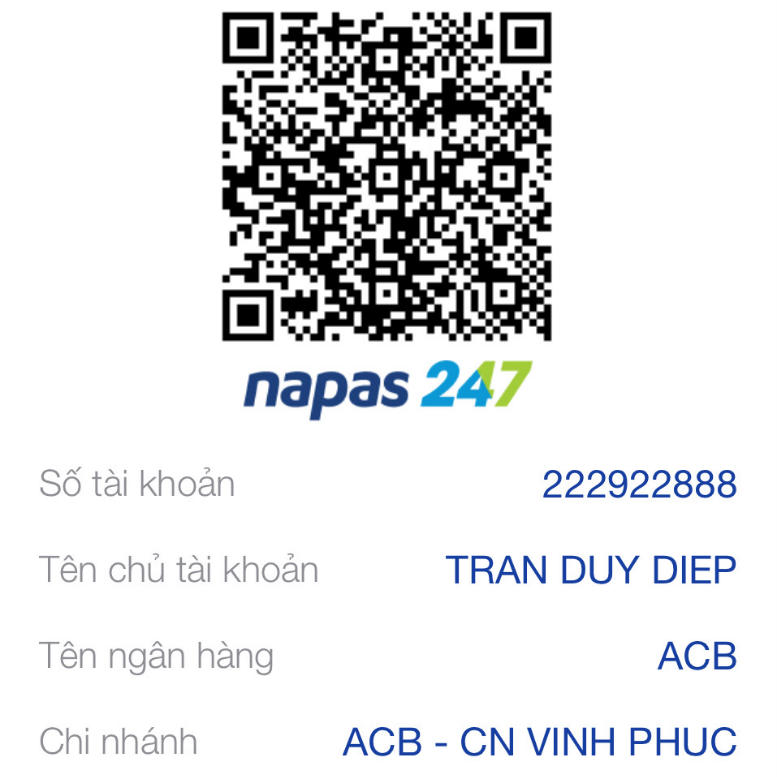 napas 247
Số tài khoản 222922888
Tên chủ tài khoản TRAN DUY DIEP
Tên ngân hàng ACB
Chi nhánh ACB - CN VINH PHUC